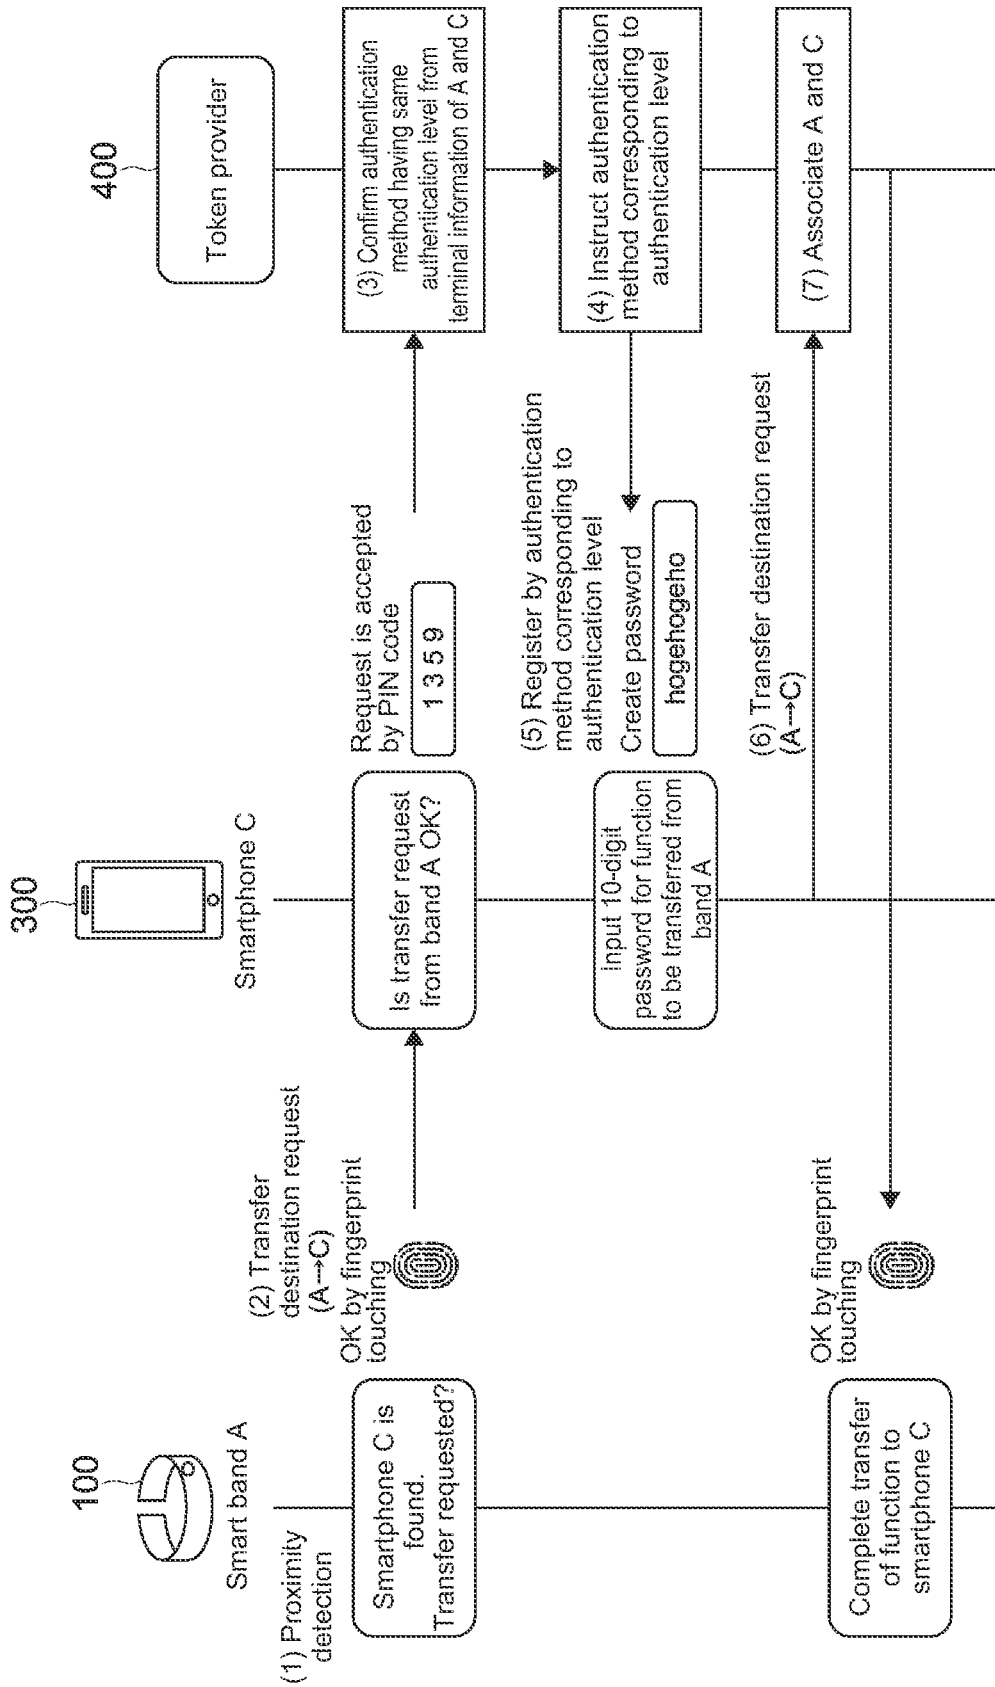 100
Smart band A
300
Smartphone C
400
Token provider
(1) Proximity
detection
Smartphone C is
found.
Transfer requested?
(2) Transfer
destination request
(A→C)
OK by fingerprint
touching
Is transfer request
from band A OK?
Request is accepted
by PIN code
1 3 5 9
(3) Confirm authentication
method having same
authentication level from
terminal information of A and C
(4) Instruct authentication
method corresponding to
authentication level
(5) Register by authentication
method corresponding to
authentication level
Create password
hogehogeho
Input 10-digit
password for function
to be transferred from
band A
(6) Transfer destination request
(A→C)
(7) Associate A and C
OK by fingerprint
touching
Complete transfer
of function to
smartphone C